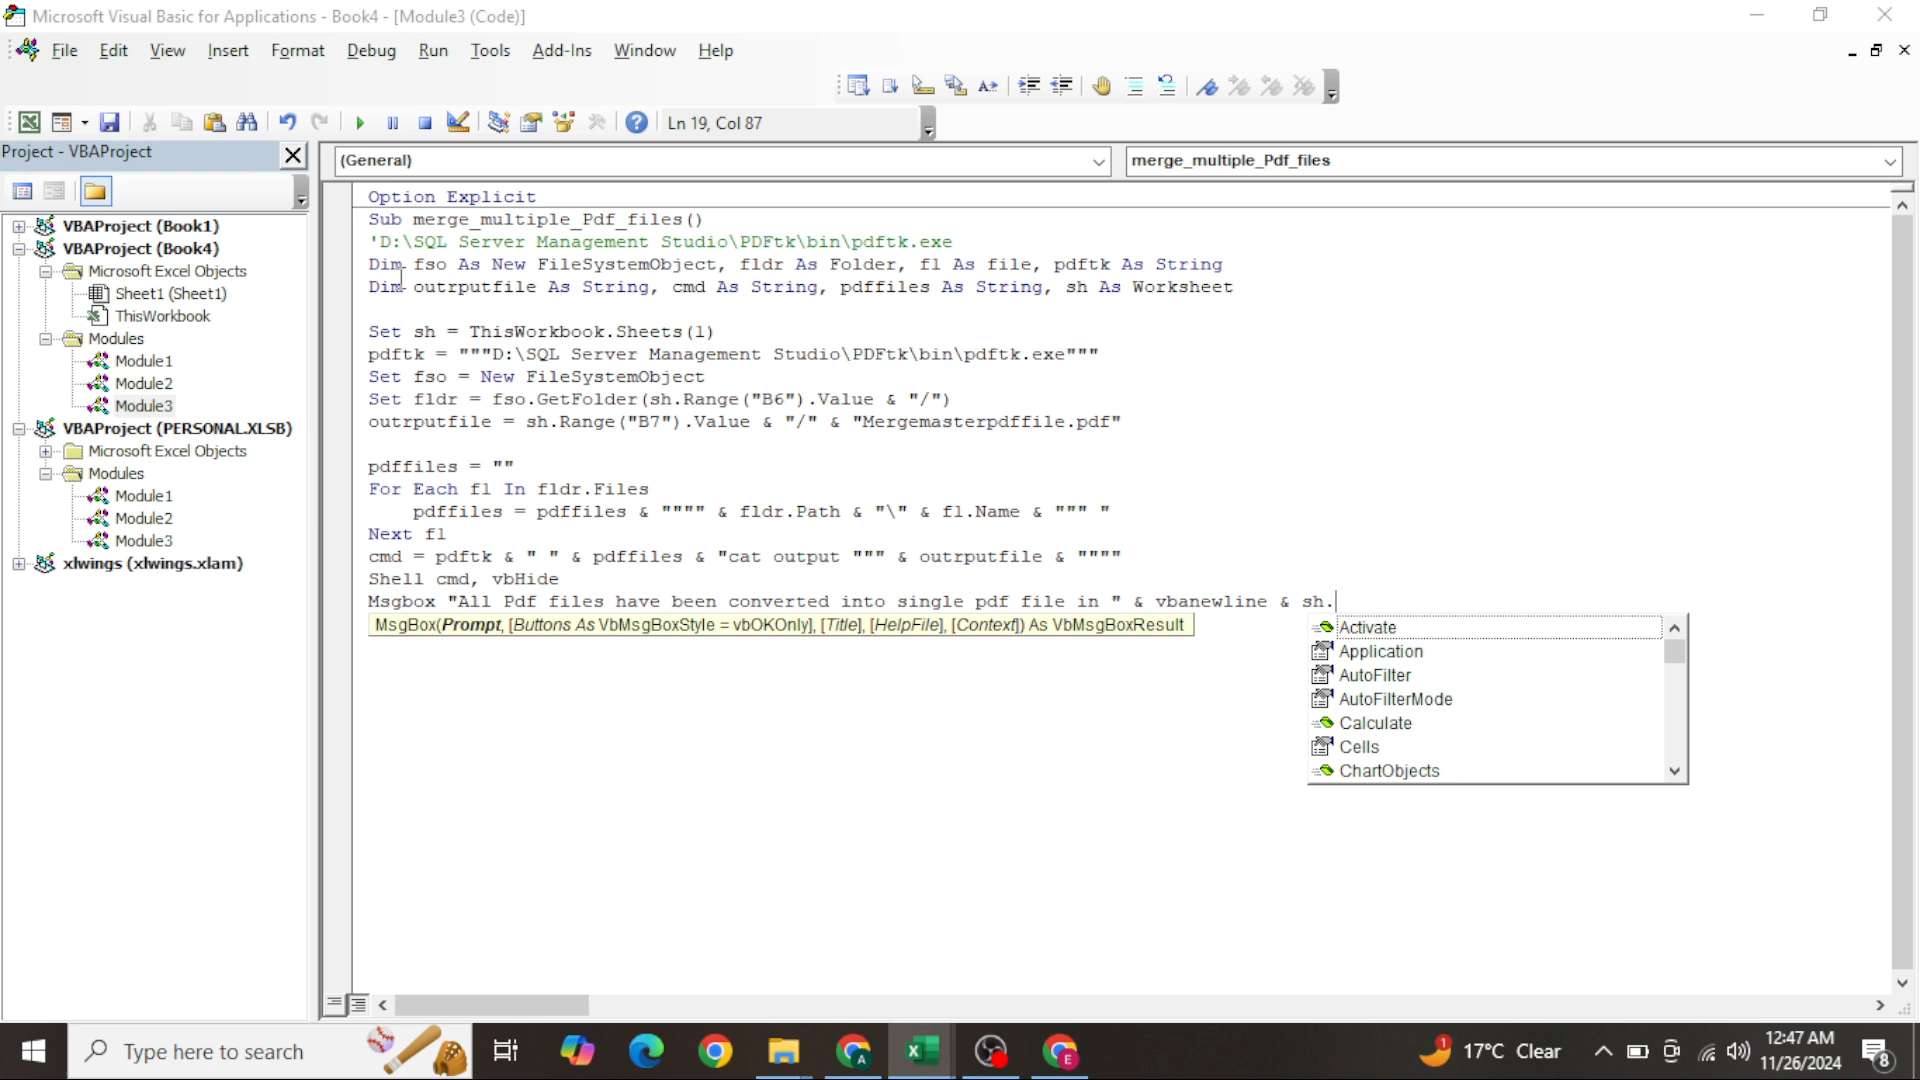 Microsoft Visual Basic for Applications - Book4 - [Module3 (Code)]
File Edit View Insert Format Debug Run Tools Add-Ins Window Help
Ln 19, Col 87
Project - VBAProject
(General)
merge_multiple_Pdf_files
VBAProject (Book1)
VBAProject (Book4)
Microsoft Excel Objects
Sheet1 (Sheet1)
ThisWorkbook
Modules
Module1
Module2
Module3
VBAProject (PERSONAL.XLSB)
Microsoft Excel Objects
Modules
Module1
Module2
Module3
xlwings (xlwings.xlam)
Option Explicit
Sub merge_multiple_Pdf_files()
'D:\SQL Server Management Studio\PDFtk\bin\pdftk.exe
Dim fso As New FileSystemObject, fldr As Folder, fl As file, pdftk As String
Dim outrputfile As String, cmd As String, pdffiles As String, sh As Worksheet
Set sh = ThisWorkbook.Sheets(1)
pdftk = """D:\SQL Server Management Studio\PDFtk\bin\pdftk.exe"""
Set fso = New FileSystemObject
Set fldr = fso.GetFolder(sh.Range("B6").Value & "/")
outrputfile = sh.Range("B7").Value & "/" & "Mergemasterpdffile.pdf"
pdffiles = ""
For Each fl In fldr.Files
pdffiles = pdffiles & """" & fldr.Path & "\" & fl.Name & """ "
Next fl
cmd = pdftk & " " & pdffiles & "cat output """ & outrputfile & """"
Shell cmd, vbHide
Msgbox "All Pdf files have been converted into single pdf file in " & vbanewline & sh.
MsgBox(Prompt, [Buttons As VbMsgBoxStyle = vbOKOnly], [Title], [HelpFile], [Context]) As VbMsgBoxResult
Activate
Application
AutoFilter
AutoFilterMode
Calculate
Cells
ChartObjects
Type here to search
1
17°C Clear
12:47 AM
11/26/2024
8